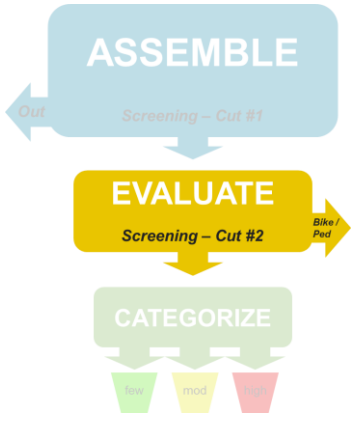 ASSEMBLE
Out
Screening – Cut #1
EVALUATE
Screening – Cut #2
Bike /
Ped
CATEGORIZE
few
mod
high